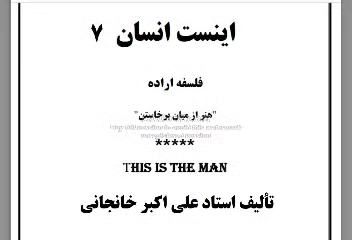 اینست انسان ۷
فلسفه اراده
"هنر از میان برخاستن"
*****
THIS IS THE MAN
تألیف استاد علی اکبر خانجانی